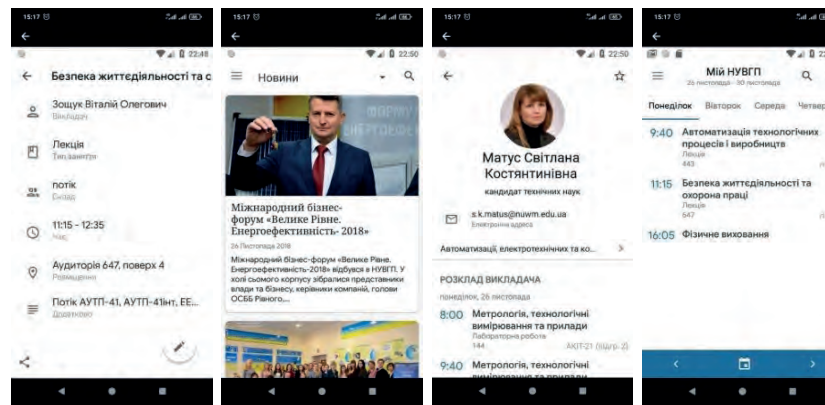 15:17
22:48
Безпека життєдіяльності та с
Зощук Віталій Олегович
Викладач
Лекція
Тип заняття
потік
Склад
11:15 - 12:35
Час
Аудиторія 647, поверх 4
Розміщення
Потік АУТП-41, АУТП-41інт, ЕЕ...
Додатково
15:17
22:50
Новини
Міжнародний бізнес-
форум «Велике Рівне.
Енергоефективність- 2018»
26 Листопада 2018
Міжнародний бізнес-форум «Велике Рівне.
Енергоефективність-2018» відбувся в НУВГП. У
холі сьомого корпусу зібралися представники
влади та бізнесу, керівники компаній, голови
ОСББ Рівного,...
15:17
22:50
Матус Світлана
Костянтинівна
кандидат технічних наук
s.k.matus@nuwm.edu.ua
Електронна адреса
Автоматизації, електротехнічних та ко...
РОЗКЛАД ВИКЛАДАЧА
понеділок, 26 листопада
8:00 Метрологія, технологічні
вимірювання та прилади
Лабораторна робота
144
9:40 Метрологія, технологічні
вимірювання та прилади
15:17
Мій НУВГП
26 листопада - 30 листопада
Понеділок Вівторок Середа Четвер
9:40 Автоматизація технологічних
процесів і виробництв
Лекція
443
11:15 Безпека життєдіяльності та
охорона праці
Лекція
647
16:05 Фізичне виховання